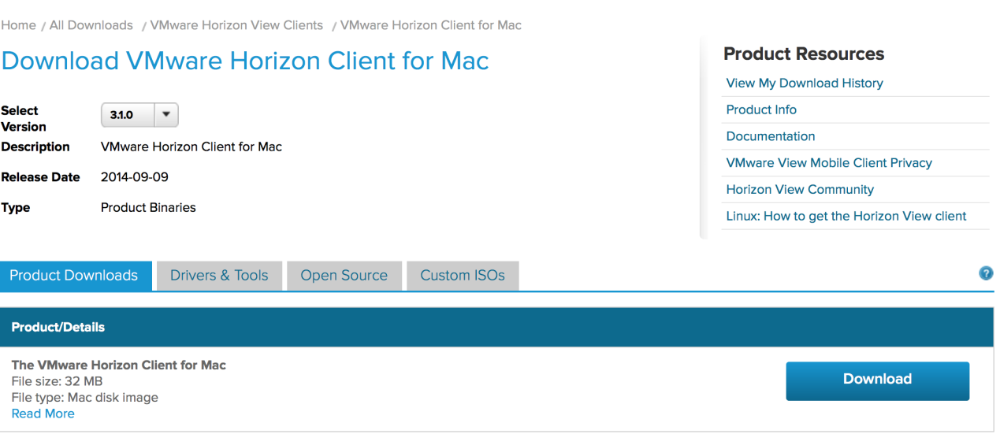 Home / All Downloads / VMware Horizon View Clients / VMware Horizon Client for Mac
Download VMware Horizon Client for Mac
Select Version 3.1.0
Description VMware Horizon Client for Mac
Release Date 2014-09-09
Type Product Binaries
Product Resources
View My Download History
Product Info
Documentation
VMware View Mobile Client Privacy
Horizon View Community
Linux: How to get the Horizon View client
Product Downloads Drivers & Tools Open Source Custom ISOs ?
Product/Details
The VMware Horizon Client for Mac
File size: 32 MB
File type: Mac disk image
Read More
Download